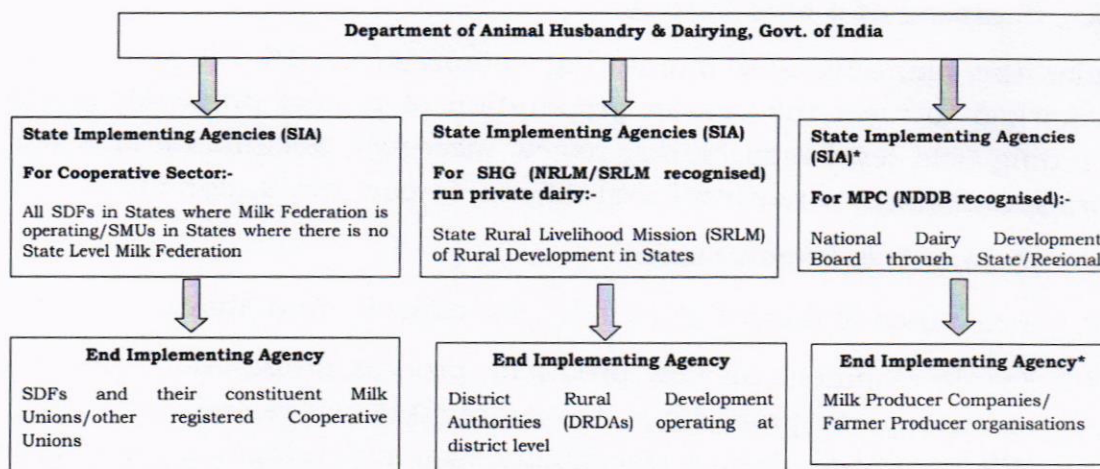 Department of Animal Husbandry & Dairying, Govt. of India
State Implementing Agencies (SIA)
For Cooperative Sector:-
All SDFs in States where Milk Federation is
operating/SMUs in States where there is no
State Level Milk Federation
State Implementing Agencies (SIA)
For SHG (NRLM/SRLM recognised)
run private dairy:-
State Rural Livelihood Mission (SRLM)
of Rural Development in States
State Implementing Agencies
(SIA)*
For MPC (NDDB recognised):-
National Dairy Development
Board through State/Regional
End Implementing Agency
SDFs and their constituent Milk
Unions/other registered Cooperative
Unions
End Implementing Agency
District Rural Development
Authorities (DRDAs) operating at
district level
End Implementing Agency*
Milk Producer Companies/
Farmer Producer organisations